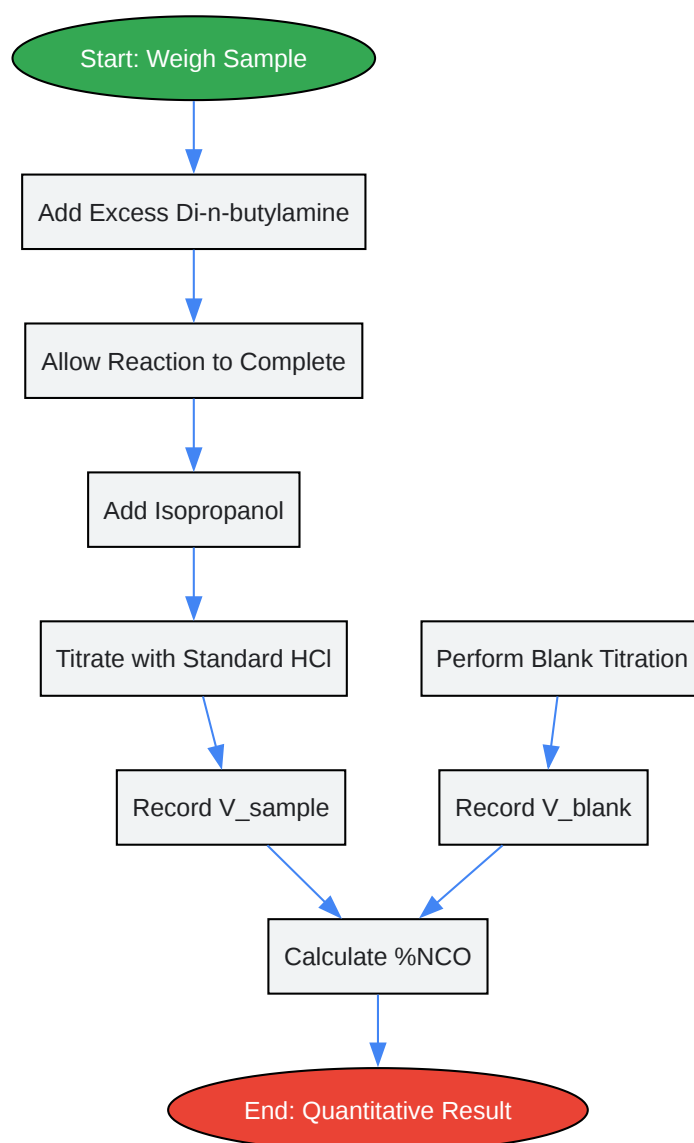 Start: Weigh Sample
Add Excess Di-n-butylamine
Allow Reaction to Complete
Add Isopropanol
Titrate with Standard HCl
Perform Blank Titration
Record V_sample
Record V_blank
Calculate %NCO
End: Quantitative Result